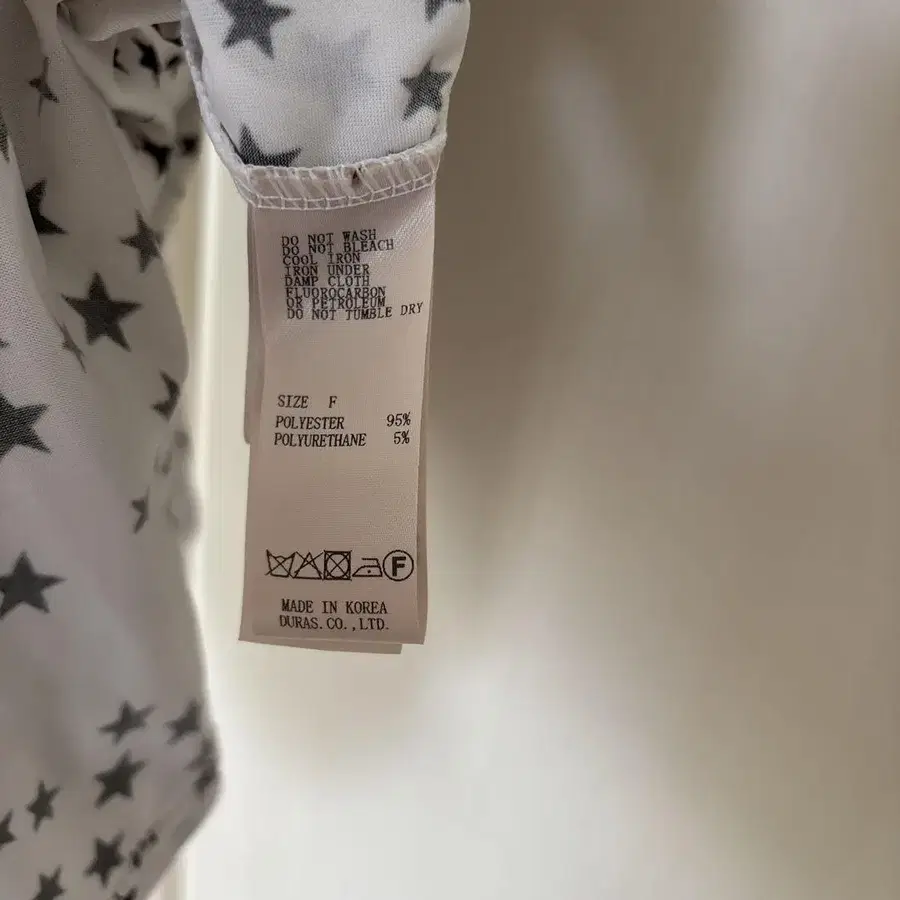 DO NOT WASH
DO NOT BLEACH
COOL IRON
IRON UNDER
DAMP CLOTH
FLUOROCARBON
OR PETROLEUM
DO NOT TUMBLE DRY
SIZE F
POLYESTER 95%
POLYURETHANE 5%
F
MADE IN KOREA
DURAS.CO.,LTD.